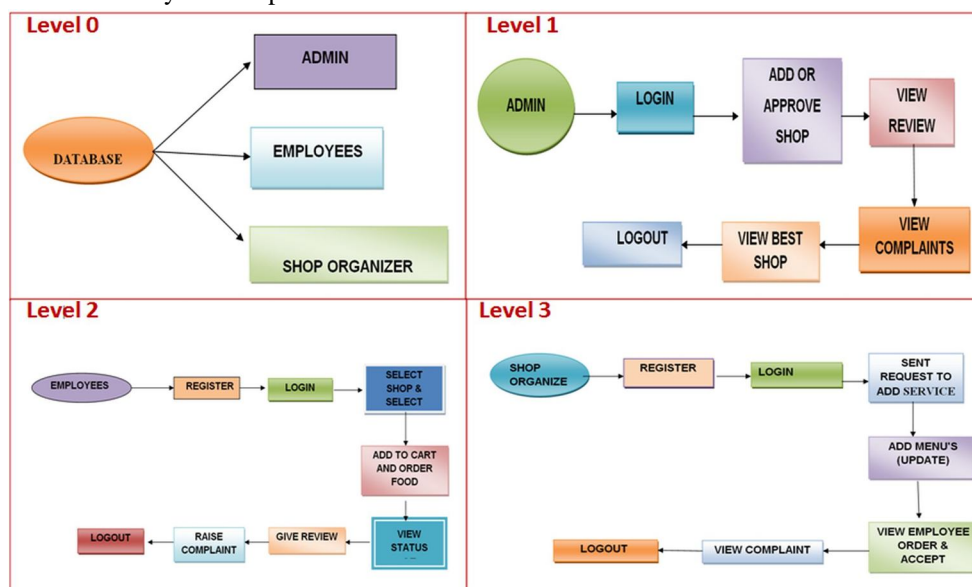 Level 0
ADMIN
EMPLOYEES
DATABASE
SHOP ORGANIZER
Level 1
ADMIN
LOGIN
ADD OR
APPROVE
SHOP
VIEW
REVIEW
VIEW
COMPLAINTS
VIEW BEST
SHOP
LOGOUT
Level 2
EMPLOYEES
REGISTER
LOGIN
SELECT
SHOP &
SELECT
ADD TO CART
AND ORDER
FOOD
VIEW
STATUS
GIVE REVIEW
RAISE
COMPLAINT
LOGOUT
Level 3
SHOP
ORGANIZE
REGISTER
LOGIN
SENT
REQUEST TO
ADD SERVICE
ADD MENU'S
(UPDATE)
VIEW EMPLOYEE
ORDER &
ACCEPT
VIEW COMPLAINT
LOGOUT